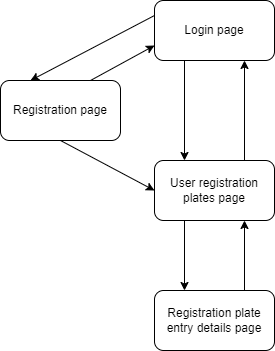 Login page
Registration page
User registration
plates page
Registration plate
entry details page